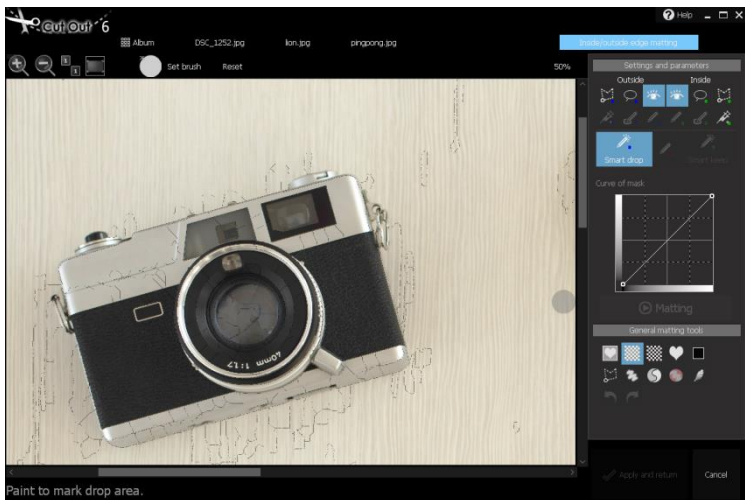 Cut Out 6
Help
Album DSC_1252.jpg lion.jpg pingpong.jpg
Inside/outside edge matting
Set brush Reset 50%
Settings and parameters
Outside Inside
Smart drop Smart keep
Curve of mask
40mm 1:1.7
Matting
General matting tools
Apply and return Cancel
Paint to mark drop area.